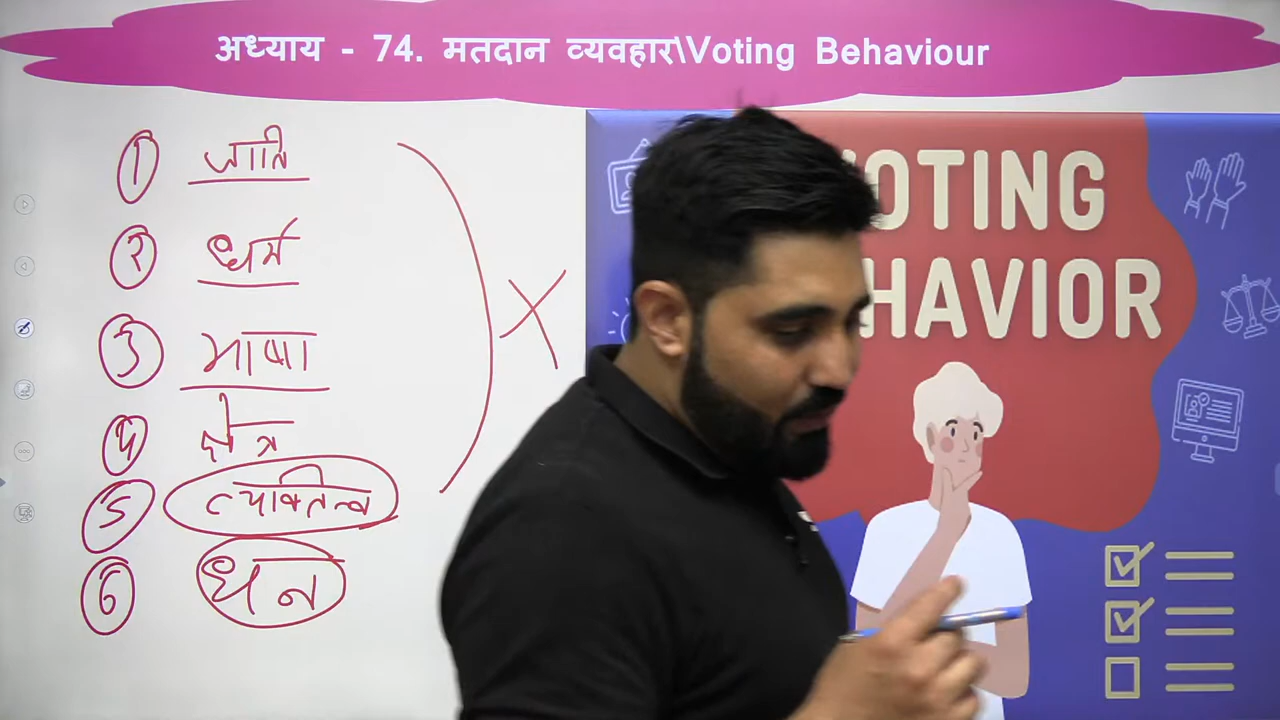 अध्याय - 74. मतदान व्यवहार\Voting Behaviour
① जाति
② धर्म
③ भाषा
④ क्षेत्र
⑤ व्यक्तित्व
⑥ धन
OTING
HAVIOR